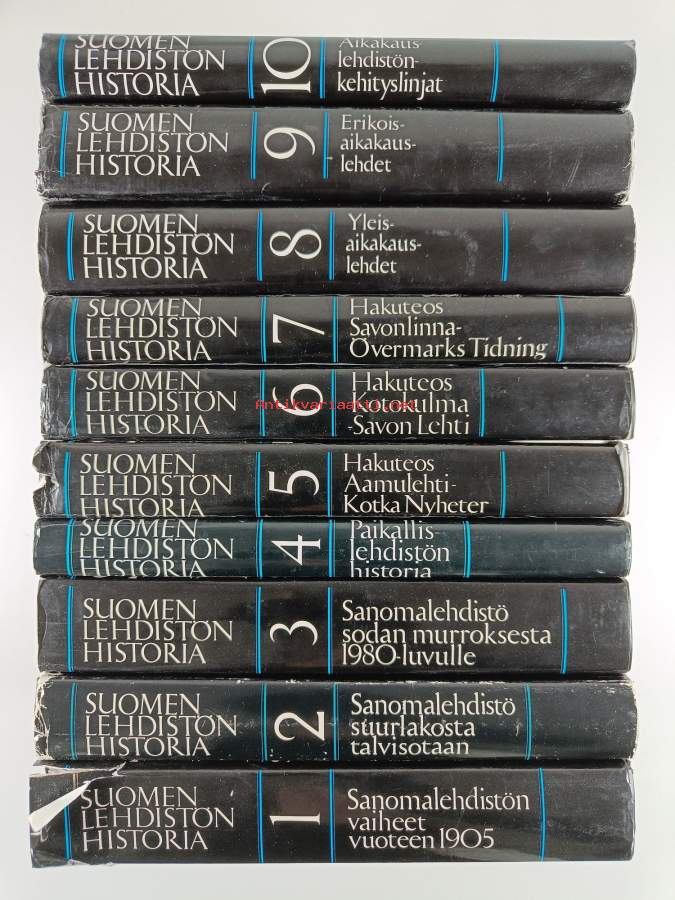 SUOMEN
LEHDISTÖN
HISTORIA
10
Aikakaus-
lehdistön-
kehityslinjat
SUOMEN
LEHDISTÖN
HISTORIA
9
Erikois-
aikakaus-
lehdet
SUOMEN
LEHDISTÖN
HISTORIA
8
Yleis-
aikakaus-
lehdet
SUOMEN
LEHDISTÖN
HISTORIA
7
Hakuteos
Savonlinna-
Övermarks Tidning
SUOMEN
LEHDISTÖN
HISTORIA
6
Hakuteos
Kotokulma
-Savon Lehti
Antikvariaatti.net
SUOMEN
LEHDISTÖN
HISTORIA
5
Hakuteos
Aamulehti-
Kotka Nyheter
SUOMEN
LEHDISTÖN
HISTORIA
4
Paikallis-
lehdistön
historia
SUOMEN
LEHDISTÖN
HISTORIA
3
Sanomalehdistö
sodan murroksesta
1980-luvulle
SUOMEN
LEHDISTÖN
HISTORIA
2
Sanomalehdistö
suurlakosta
talvisotaan
SUOMEN
LEHDISTÖN
HISTORIA
1
Sanomalehdistön
vaiheet
vuoteen 1905